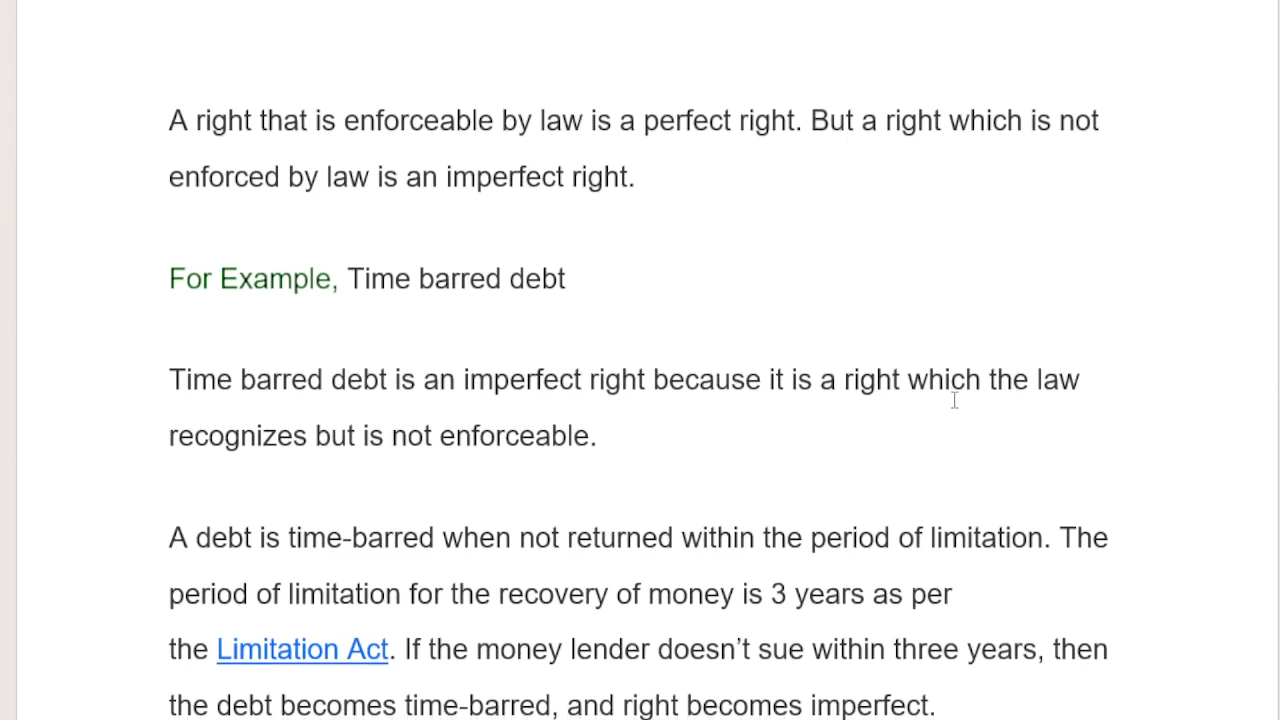 A right that is enforceable by law is a perfect right. But a right which is not
enforced by law is an imperfect right.
For Example, Time barred debt
Time barred debt is an imperfect right because it is a right which the law
recognizes but is not enforceable.
A debt is time-barred when not returned within the period of limitation. The
period of limitation for the recovery of money is 3 years as per
the Limitation Act. If the money lender doesn’t sue within three years, then
the debt becomes time-barred, and right becomes imperfect.